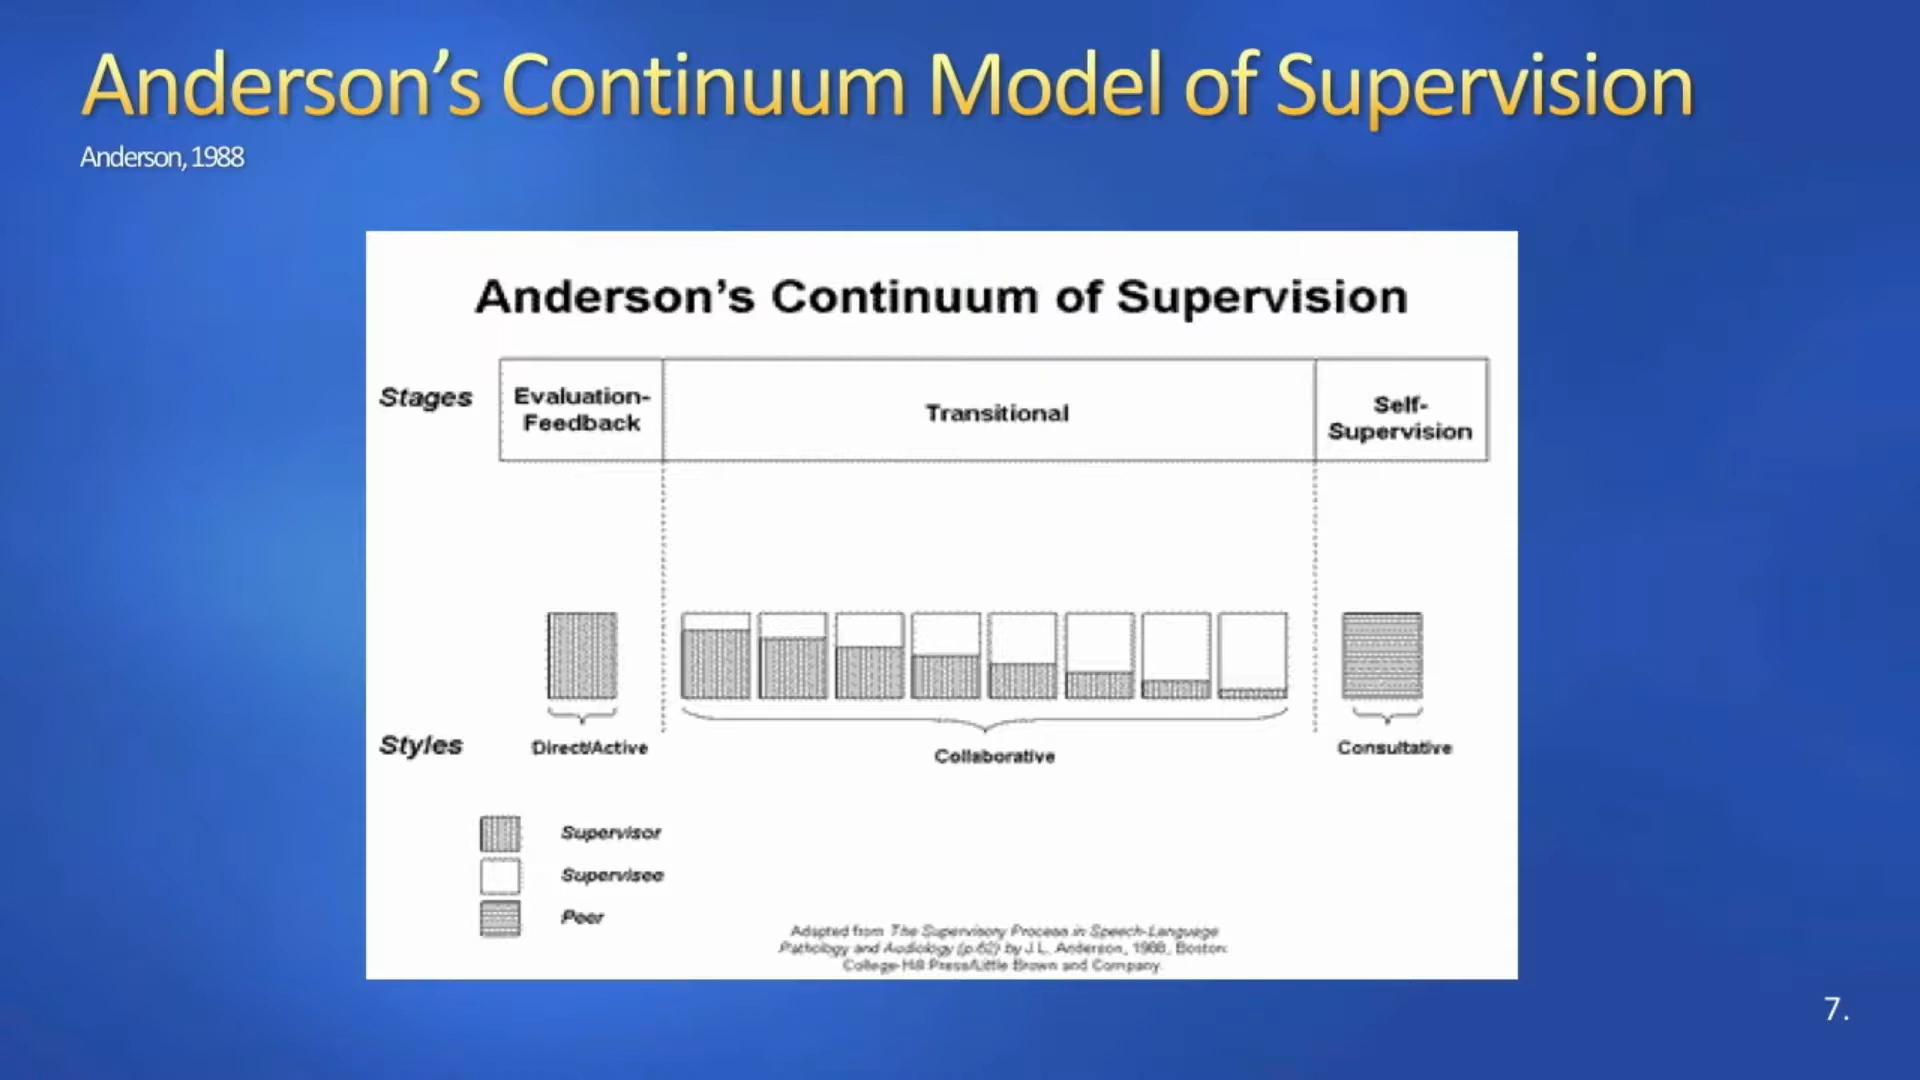 Anderson's Continuum Model of Supervision
Anderson, 1988
Anderson's Continuum of Supervision
Stages
Evaluation-
Feedback
Transitional
Self-
Supervision
Styles
Direct/Active
Collaborative
Consultative
Supervisor
Supervisee
Peer
Adapted from The Supervisory Process in Speech-Language
Pathology and Audiology (p.62) by J.L. Anderson, 1988, Boston:
College-Hill Press/Little Brown and Company.
7.